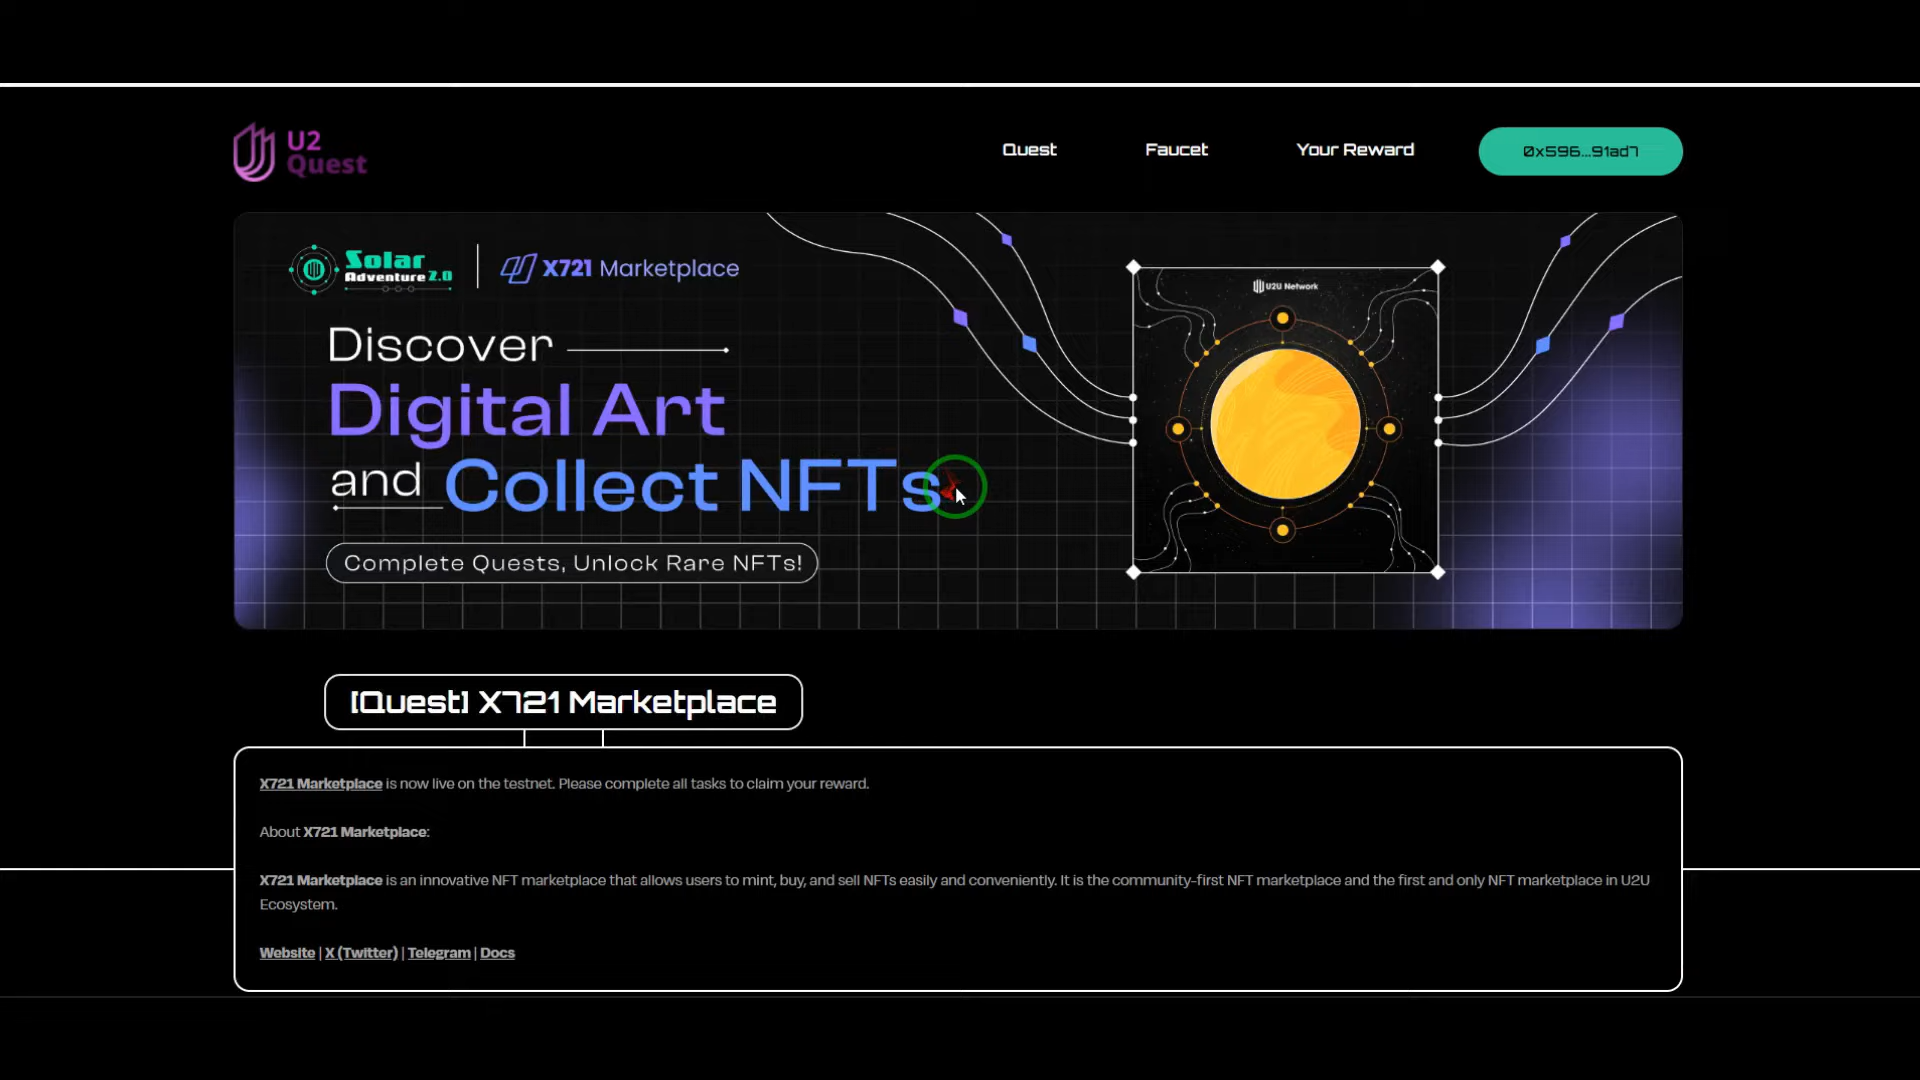 U2
Quest
Quest
Faucet
Your Reward
0x596...91ad7
Solar
Adventure 2.0
X721 Marketplace
U2U Network
Discover
Digital Art
and Collect NFTs
Complete Quests, Unlock Rare NFTs!
[Quest] X721 Marketplace
X721 Marketplace is now live on the testnet. Please complete all tasks to claim your reward.
About X721 Marketplace:
X721 Marketplace is an innovative NFT marketplace that allows users to mint, buy, and sell NFTs easily and conveniently. It is the community-first NFT marketplace and the first and only NFT marketplace in U2U
Ecosystem.
Website | X (Twitter) | Telegram | Docs